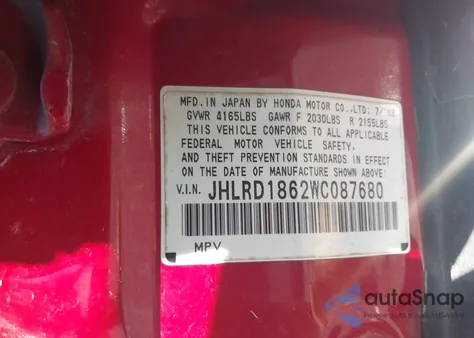 MFD. IN JAPAN BY HONDA MOTOR CO., LTD: 7/
GVWR 4165LBS GAWR F 2030LBS R 2155LBS
THIS VEHICLE CONFORMS TO ALL APPLICABLE
FEDERAL MOTOR VEHICLE SAFETY.
AND THEFT PREVENTION STANDARDS IN EFFECT
ON THE DATE OF MANUFACTURE SHOWN ABOVE:
V.I.N. JHLRD1862WC087680
MPV
autoSnap